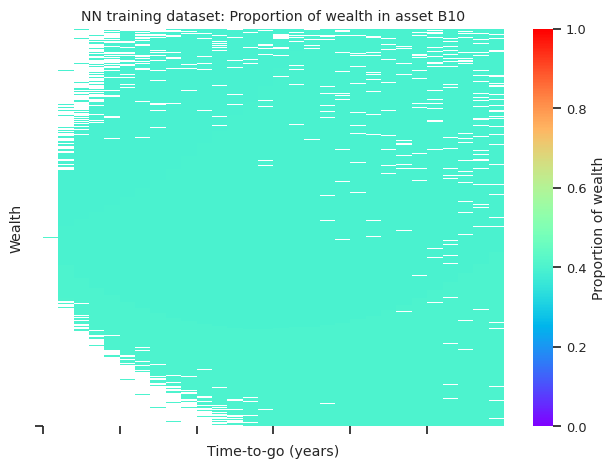 NN training dataset: Proportion of wealth in asset B10
Wealth
Time-to-go (years)
1.0
0.8
0.6
0.4
0.2
0.0
Proportion of wealth